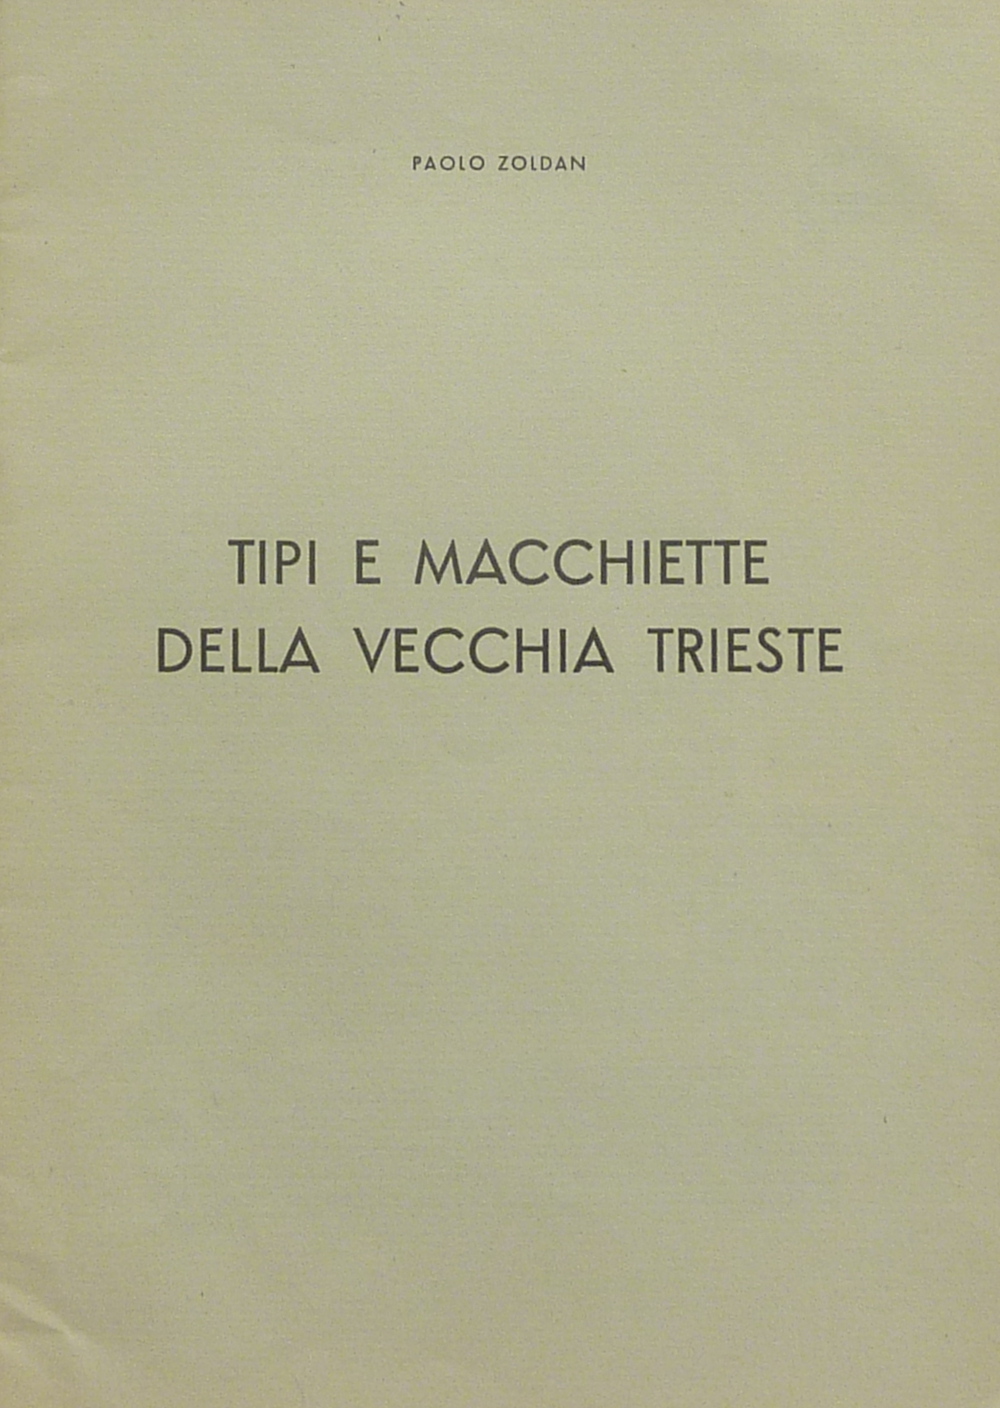 PAOLO ZOLDAN
TIPI E MACCHIETTE
DELLA VECCHIA TRIESTE